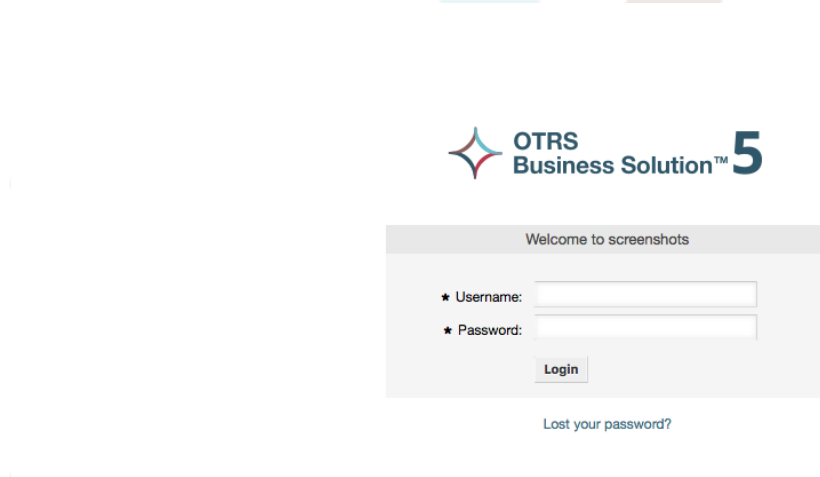 OTRS
Business Solution™ 5
Welcome to screenshots
* Username:
* Password:
Login
Lost your password?